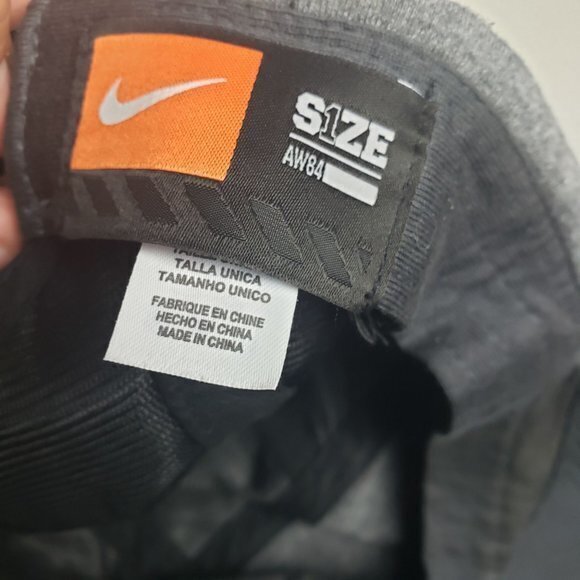 S1ZE
AW84
TALLA UNICA
TAMANHO UNICO
FABRIQUE EN CHINE
HECHO EN CHINA
MADE IN CHINA